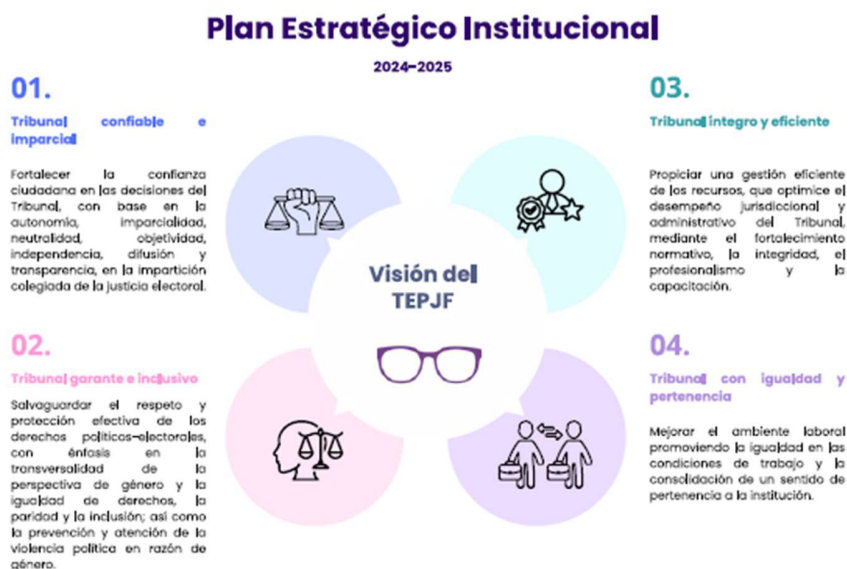 Plan Estratégico Institucional
2024-2025
01.
Tribunal confiable e
imparcial
Fortalecer la confianza
ciudadana en las decisiones del
Tribunal, con base en la
autonomía, imparcialidad,
neutralidad, objetividad,
independencia, difusión y
transparencia, en la impartición
colegiada de la justicia electoral.
02.
Tribunal garante e inclusivo
Salvaguardar el respeto y
protección efectiva de los
derechos políticos-electorales,
con énfasis en la
transversalidad de la
perspectiva de género y la
igualdad de derechos, la
paridad y la inclusión; así como
la prevención y atención de la
violencia política en razón de
género.
Visión del
TEPJF
03.
Tribunal íntegro y eficiente
Propiciar una gestión eficiente
de los recursos, que optimice el
desempeño jurisdiccional y
administrativo del Tribunal,
mediante el fortalecimiento
normativo, la integridad, el
profesionalismo y la
capacitación.
04.
Tribunal con igualdad y
pertenencia
Mejorar el ambiente laboral
promoviendo la igualdad en las
condiciones de trabajo y la
consolidación de un sentido de
pertenencia a la institución.